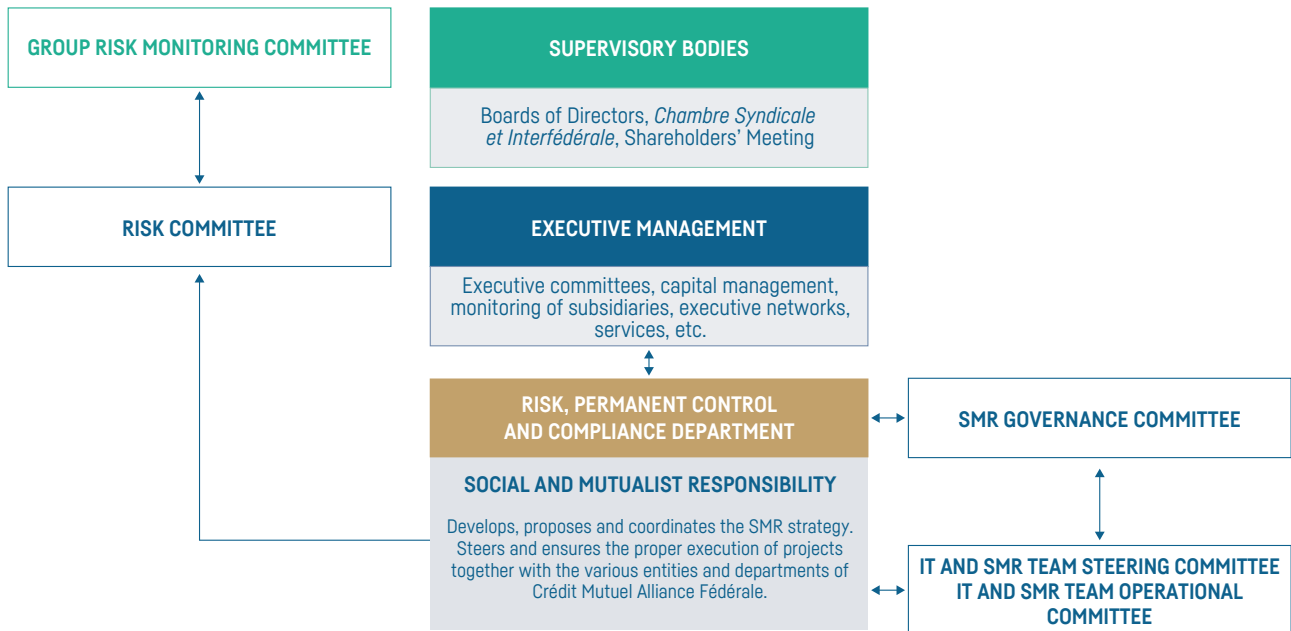 GROUP RISK MONITORING COMMITTEE
SUPERVISORY BODIES
Boards of Directors, Chambre Syndicale
et Interfédérale, Shareholders’ Meeting
RISK COMMITTEE
EXECUTIVE MANAGEMENT
Executive committees, capital management,
monitoring of subsidiaries, executive networks,
services, etc.
RISK, PERMANENT CONTROL
AND COMPLIANCE DEPARTMENT
SMR GOVERNANCE COMMITTEE
SOCIAL AND MUTUALIST RESPONSIBILITY
Develops, proposes and coordinates the SMR strategy.
Steers and ensures the proper execution of projects
together with the various entities and departments of
Crédit Mutuel Alliance Fédérale.
IT AND SMR TEAM STEERING COMMITTEE
IT AND SMR TEAM OPERATIONAL
COMMITTEE